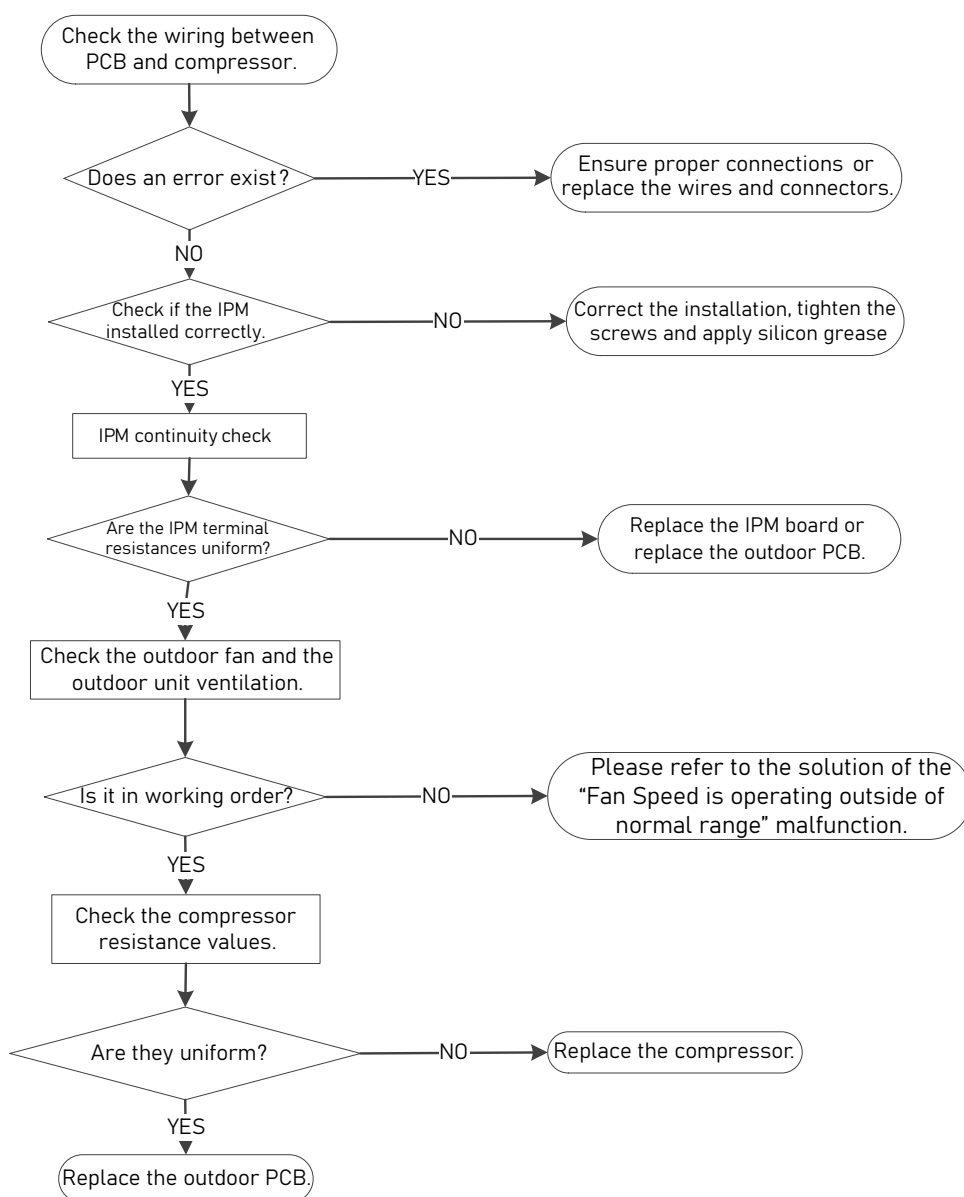 Check the wiring between
PCB and compressor.
Does an error exist?
YES
Ensure proper connections or
replace the wires and connectors.
NO
Check if the IPM
installed correctly.
NO
Correct the installation, tighten the
screws and apply silicon grease
YES
IPM continuity check
Are the IPM terminal
resistances uniform?
NO
Replace the IPM board or
replace the outdoor PCB.
YES
Check the outdoor fan and the
outdoor unit ventilation.
Is it in working order?
NO
Please refer to the solution of the
“Fan Speed is operating outside of
normal range” malfunction.
YES
Check the compressor
resistance values.
Are they uniform?
NO
Replace the compressor.
YES
Replace the outdoor PCB.